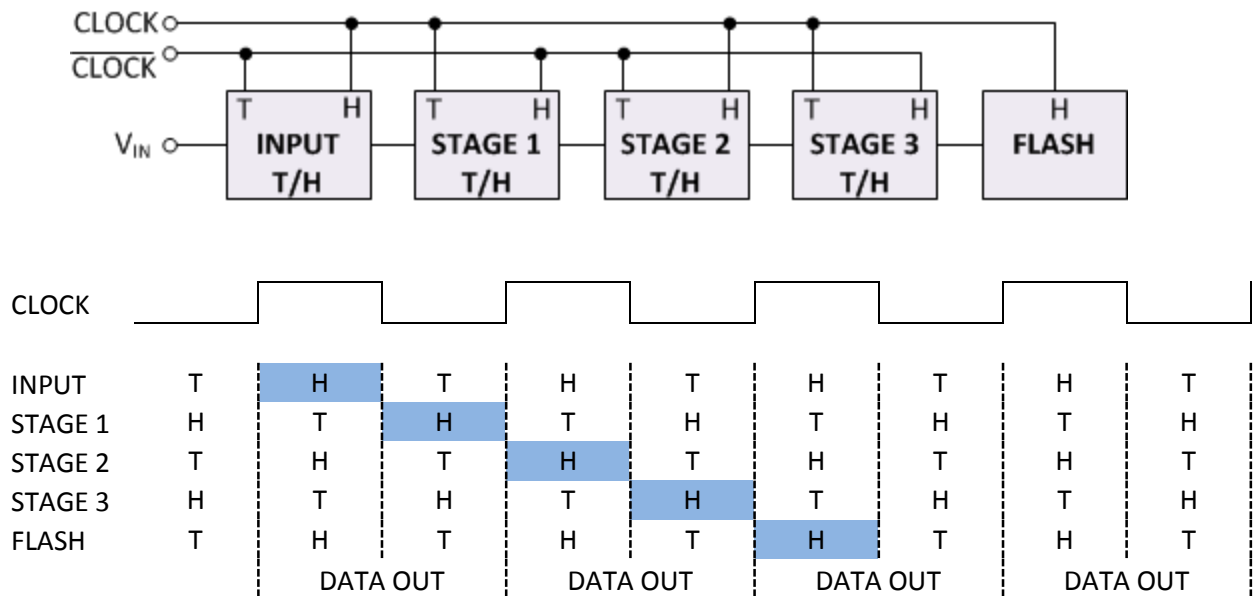 CLOCK
CLOCK
T H T H T H T H H
V_IN INPUT STAGE 1 STAGE 2 STAGE 3 FLASH
T/H T/H T/H T/H
CLOCK
INPUT T H T H T H T H T
STAGE 1 H T H T H T H T H
STAGE 2 T H T H T H T H T
STAGE 3 H T H T H T H T H
FLASH T H T H T H T H T
DATA OUT DATA OUT DATA OUT DATA OUT